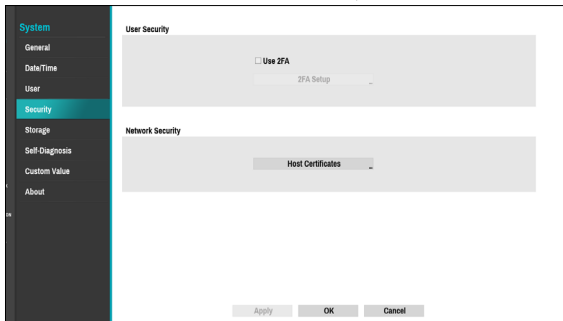 System
General
Date/Time
User
Security
Storage
Self-Diagnosis
Custom Value
About
User Security
Use 2FA
2FA Setup
Network Security
Host Certificates
Apply
OK
Cancel